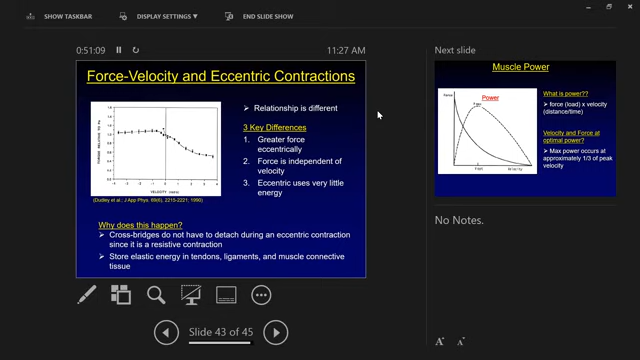 SHOW TASKBAR
DISPLAY SETTINGS ▼
END SLIDE SHOW
0:51:09
11:27 AM
Force-Velocity and Eccentric Contractions
Relationship is different
3 Key Differences
1. Greater force
eccentrically
2. Force is independent of
velocity
3. Eccentric uses very little
energy
(Dudley et al.; J App Phys. 69(6), 2215-2221; 1990)
Why does this happen?
Cross-bridges do not have to detach during an eccentric contraction
since it is a resistive contraction
Store elastic energy in tendons, ligaments, and muscle connective
tissue
Slide 43 of 45
Next slide
Muscle Power
Power
What is power??
force (load) x velocity
(distance/time)
Velocity and Force at
optimal power?
Max power occurs at
approximately 1/3 of peak
velocity
No Notes.
A
A